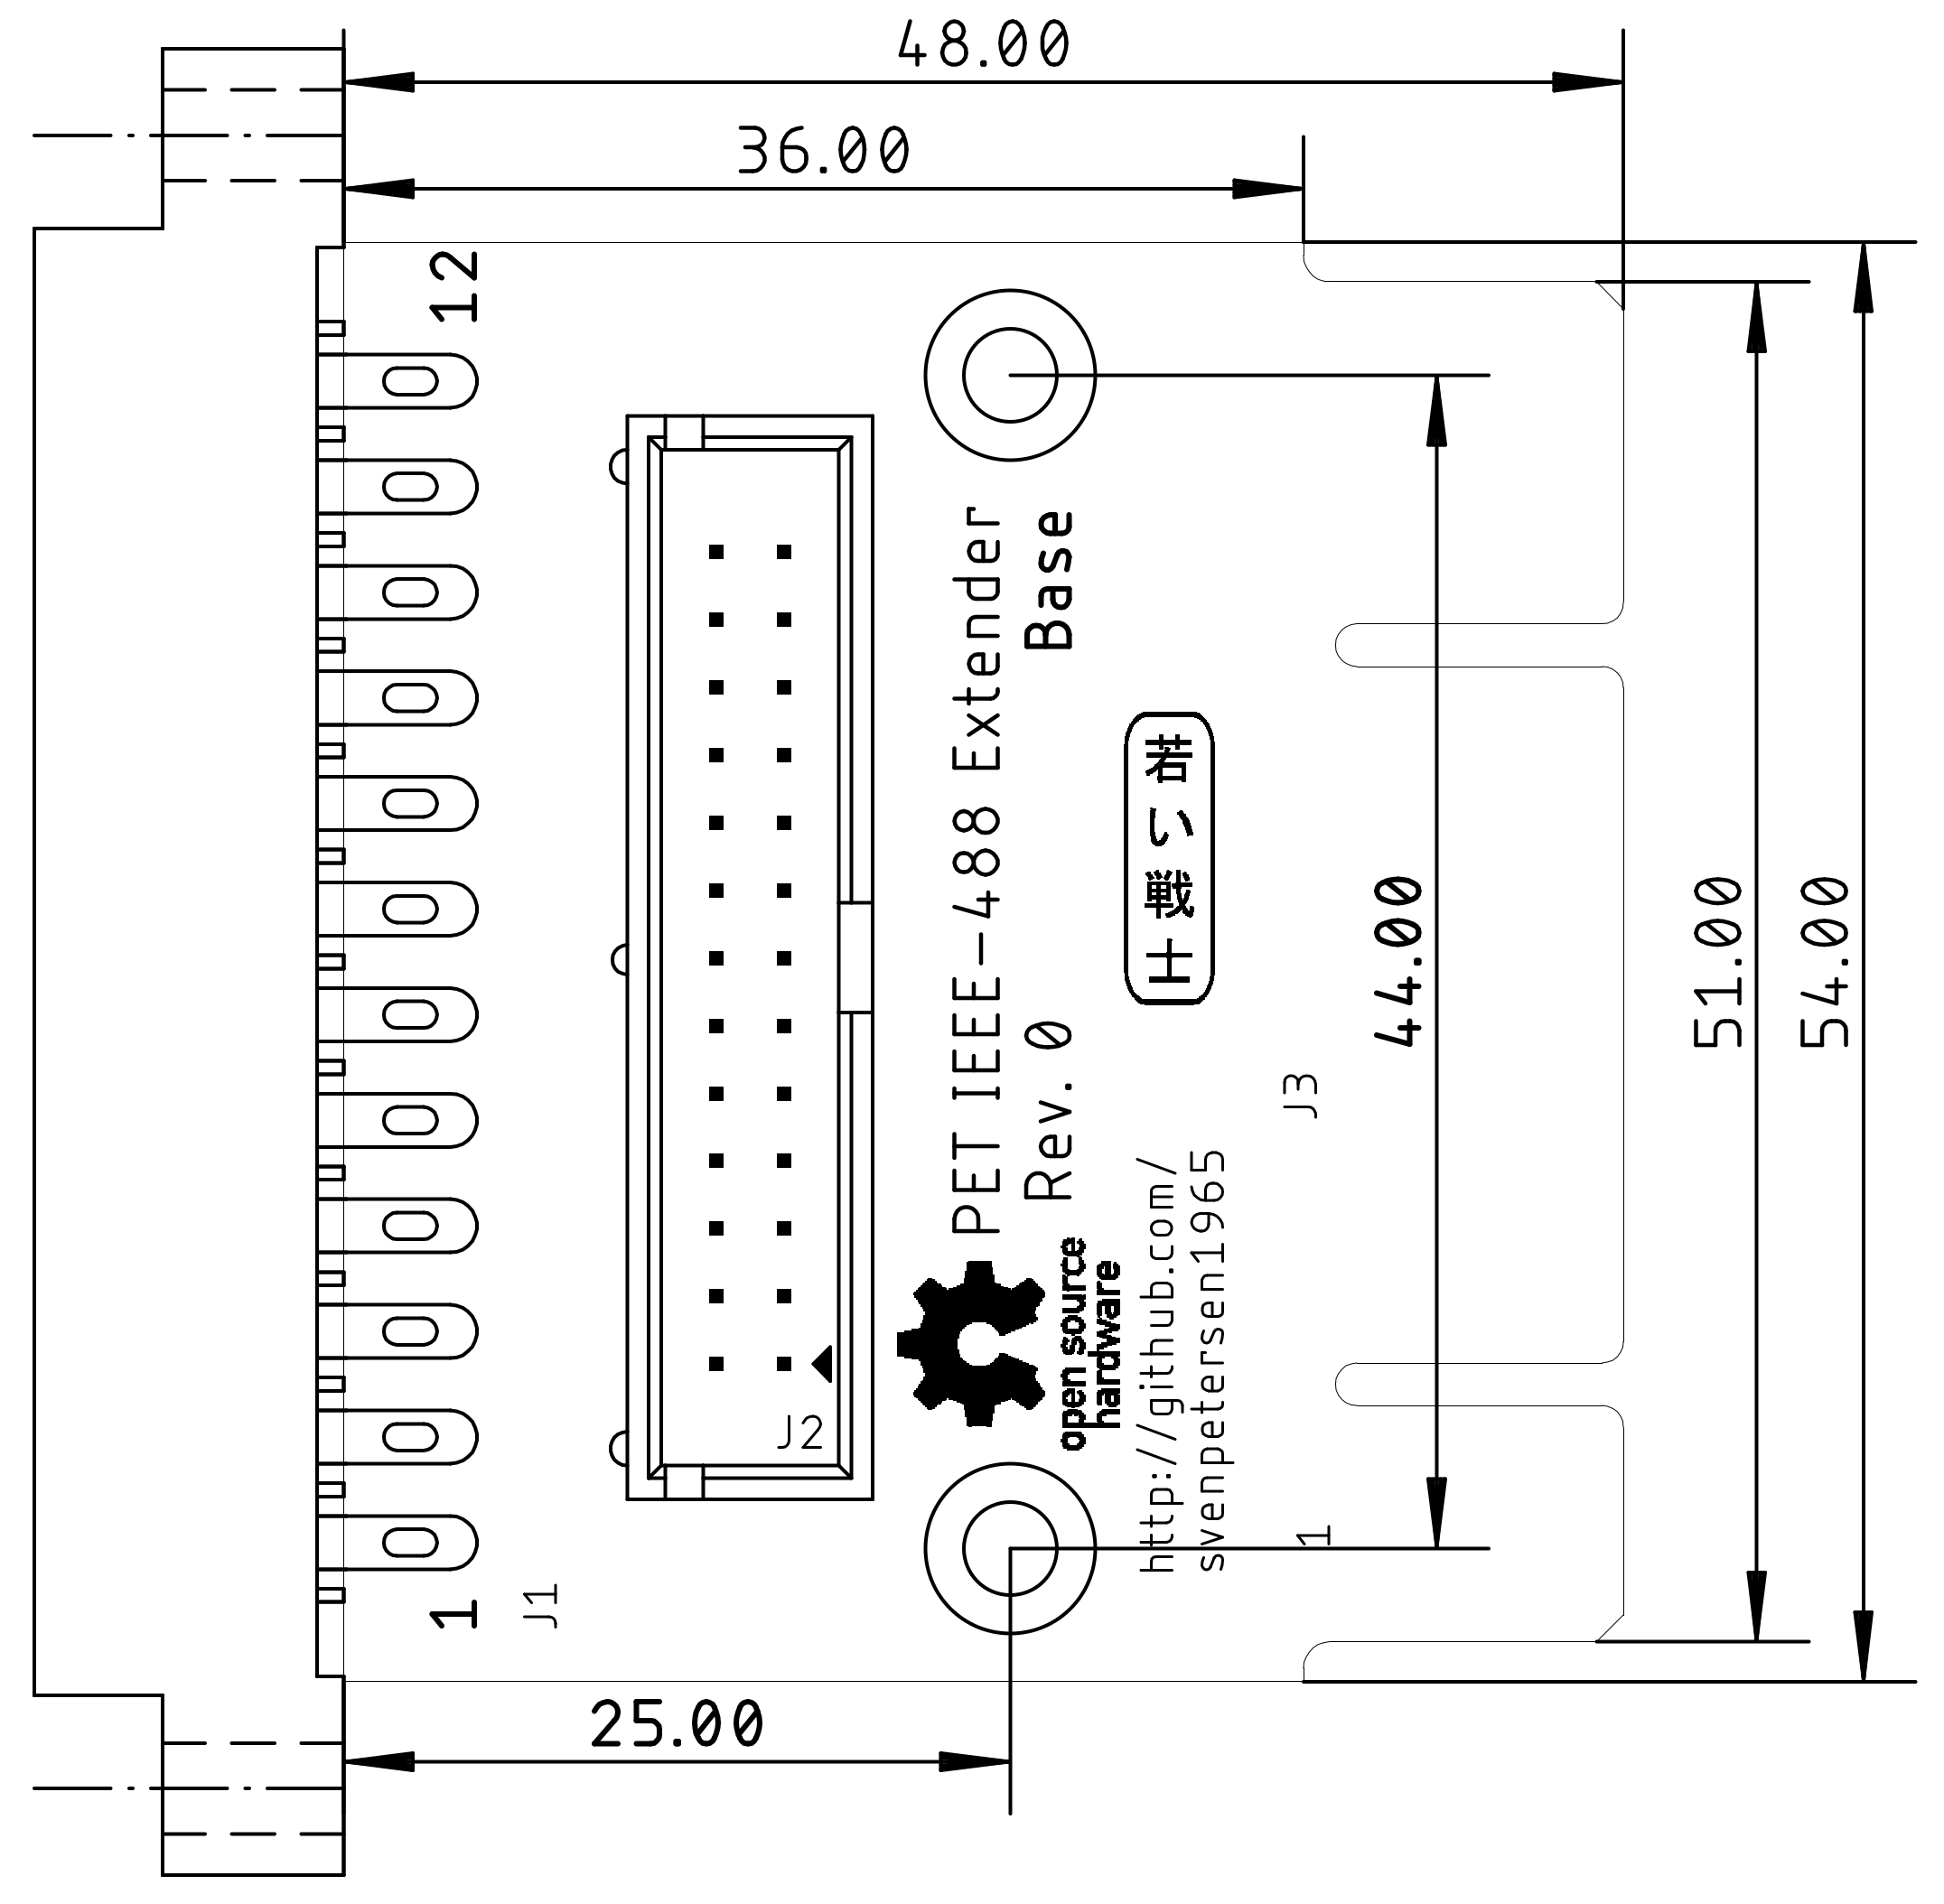 48.00
36.00
12
PET IEEE-488 Extender
Base
Rev. 0
若い戦士
44.00
51.00
54.00
J3
http://github.com/
svenpetersen1965
open source
hardware
J2
1
1
J1
25.00